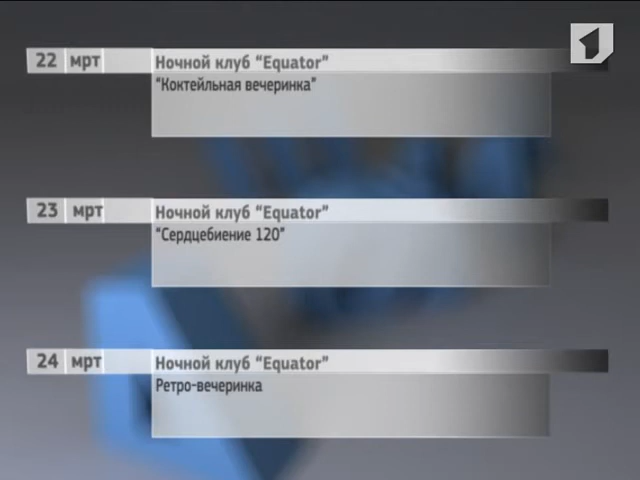 22 мрт Ночной клуб “Equator”
“Коктейльная вечеринка”
23 мрт Ночной клуб “Equator”
“Сердцебиение 120”
24 мрт Ночной клуб “Equator”
Ретро-вечеринка